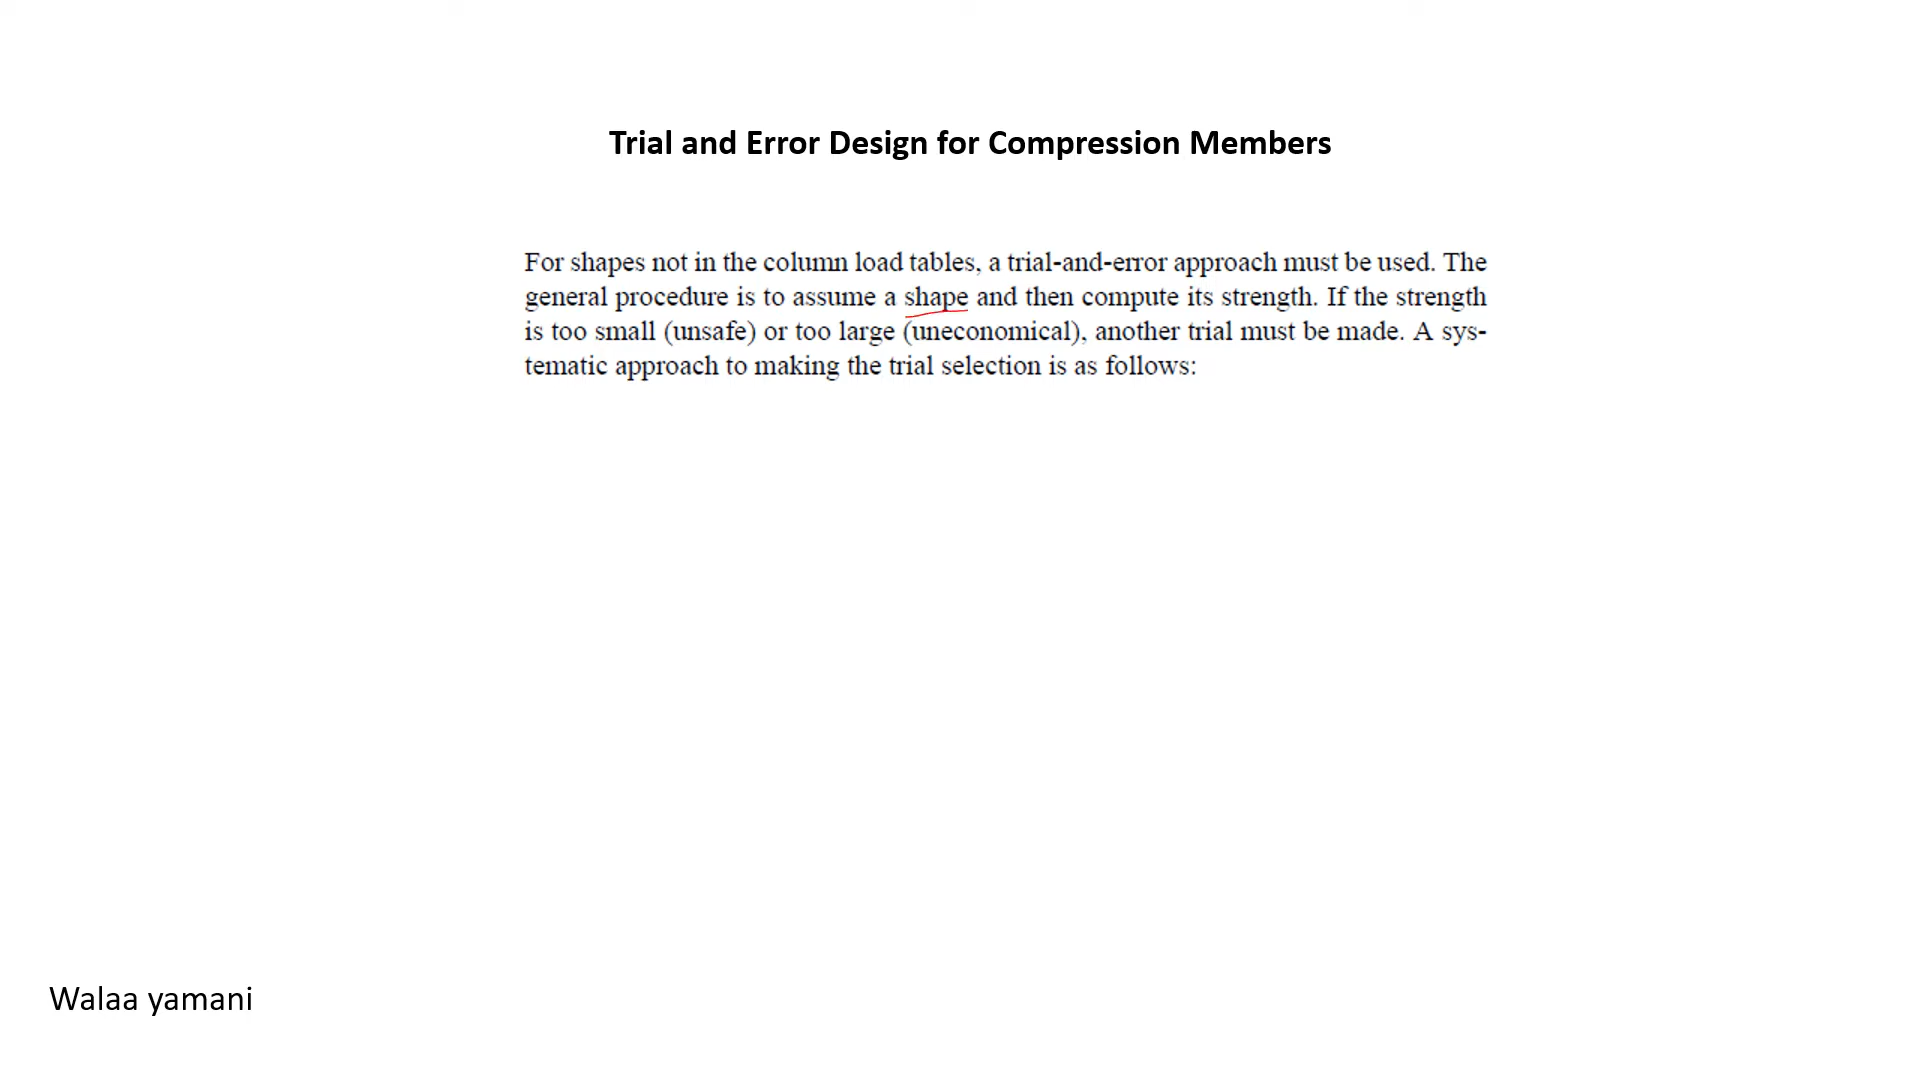 Trial and Error Design for Compression Members
For shapes not in the column load tables, a trial-and-error approach must be used. The
general procedure is to assume a shape and then compute its strength. If the strength
is too small (unsafe) or too large (uneconomical), another trial must be made. A sys-
tematic approach to making the trial selection is as follows:
Walaa yamani